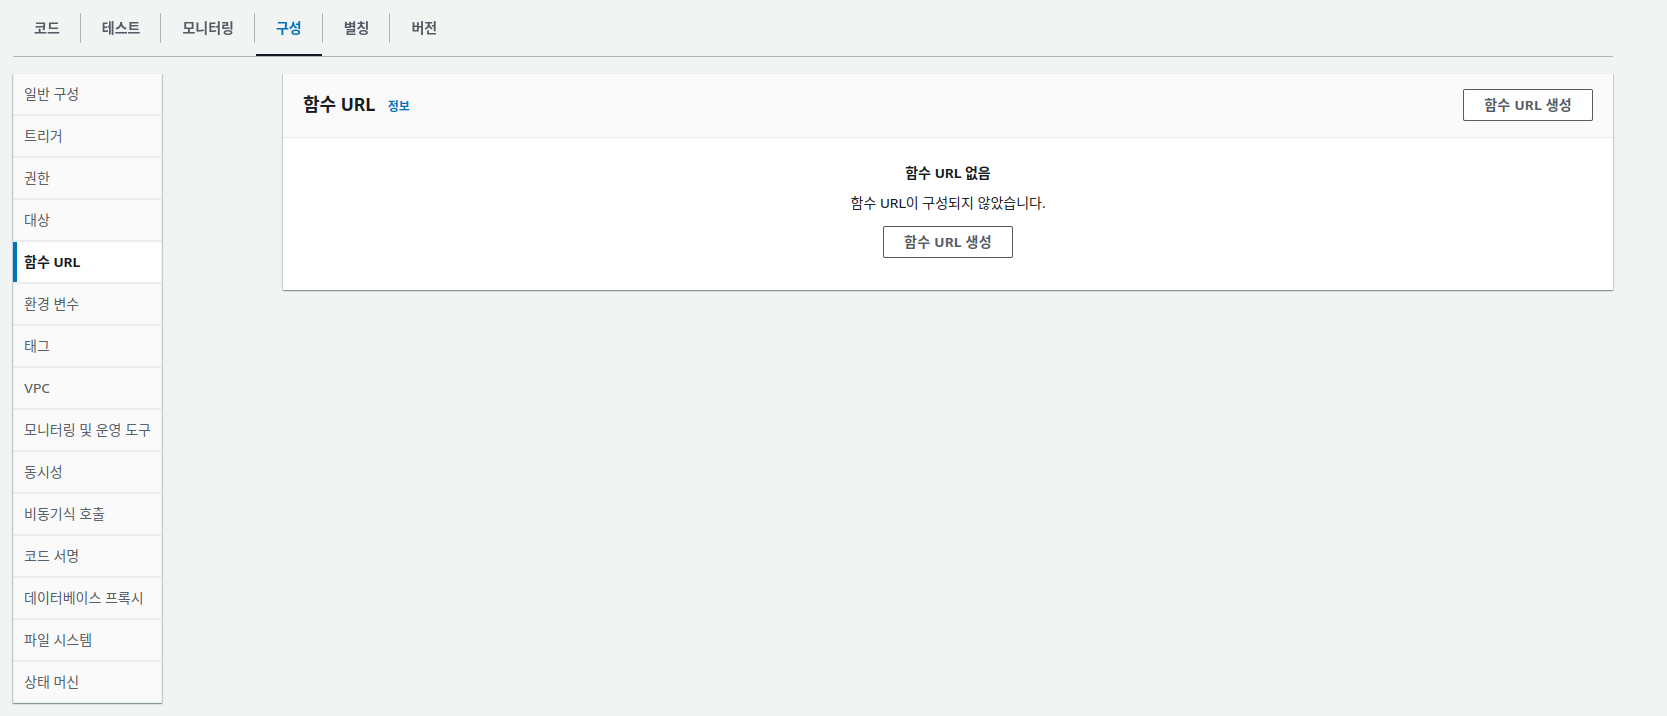 코드
테스트
모니터링
구성
별칭
버전
일반 구성
트리거
권한
대상
함수 URL
환경 변수
태그
VPC
모니터링 및 운영 도구
동시성
비동기식 호출
코드 서명
데이터베이스 프록시
파일 시스템
상태 머신
함수 URL 정보
함수 URL 생성
함수 URL 없음
함수 URL이 구성되지 않았습니다.
함수 URL 생성